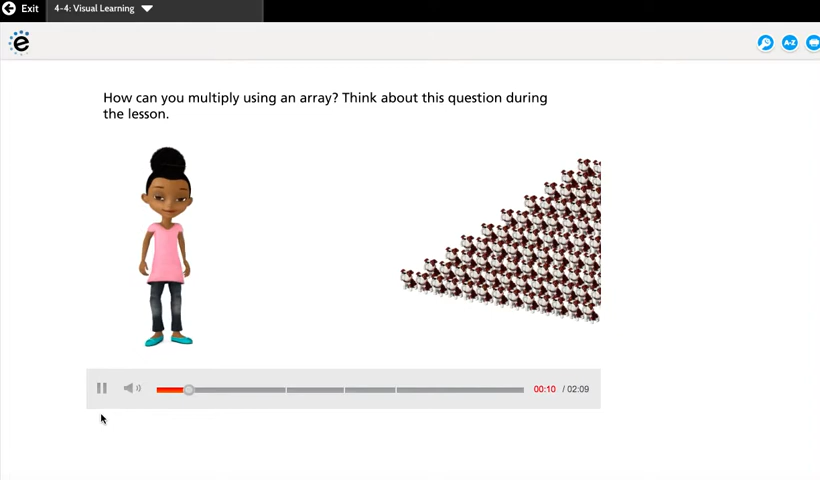 Exit
4-4: Visual Learning
e
A-Z
How can you multiply using an array? Think about this question during
the lesson.
00:10 / 02:09